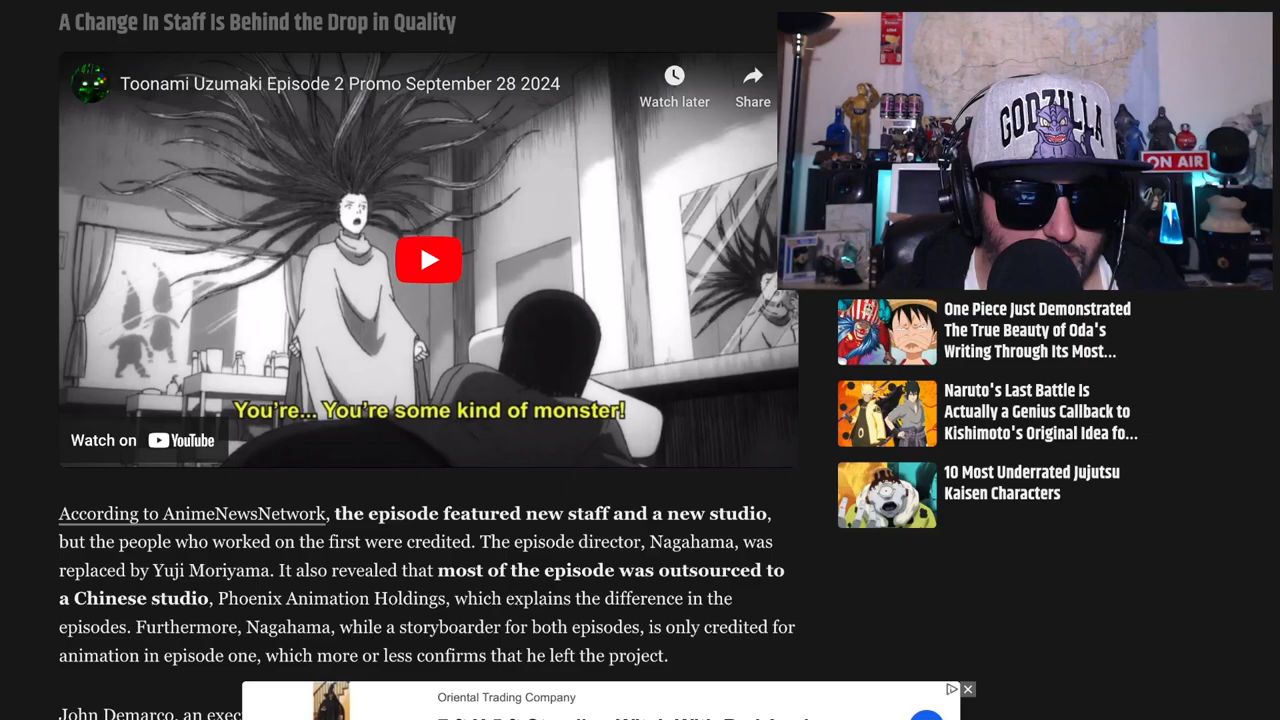 A Change In Staff Is Behind the Drop in Quality
Toonami Uzumaki Episode 2 Promo September 28 2024
Watch later
Share
You're... You're some kind of monster!
Watch on YouTube
GODZILLA
ON AIR
One Piece Just Demonstrated
The True Beauty of Oda's
Writing Through Its Most...
Naruto's Last Battle Is
Actually a Genius Callback to
Kishimoto's Original Idea fo...
10 Most Underrated Jujutsu
Kaisen Characters
According to AnimeNewsNetwork, the episode featured new staff and a new studio,
but the people who worked on the first were credited. The episode director, Nagahama, was
replaced by Yuji Moriyama. It also revealed that most of the episode was outsourced to
a Chinese studio, Phoenix Animation Holdings, which explains the difference in the
episodes. Furthermore, Nagahama, while a storyboarder for both episodes, is only credited for
animation in episode one, which more or less confirms that he left the project.
John Demarco, an exec
Oriental Trading Company